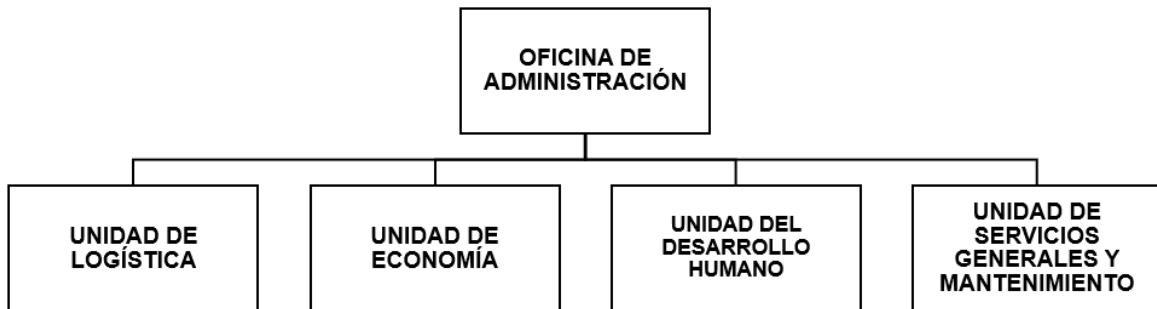 OFICINA DE
ADMINISTRACIÓN
UNIDAD DE
LOGÍSTICA
UNIDAD DE
ECONOMÍA
UNIDAD DEL
DESARROLLO
HUMANO
UNIDAD DE
SERVICIOS
GENERALES Y
MANTENIMIENTO